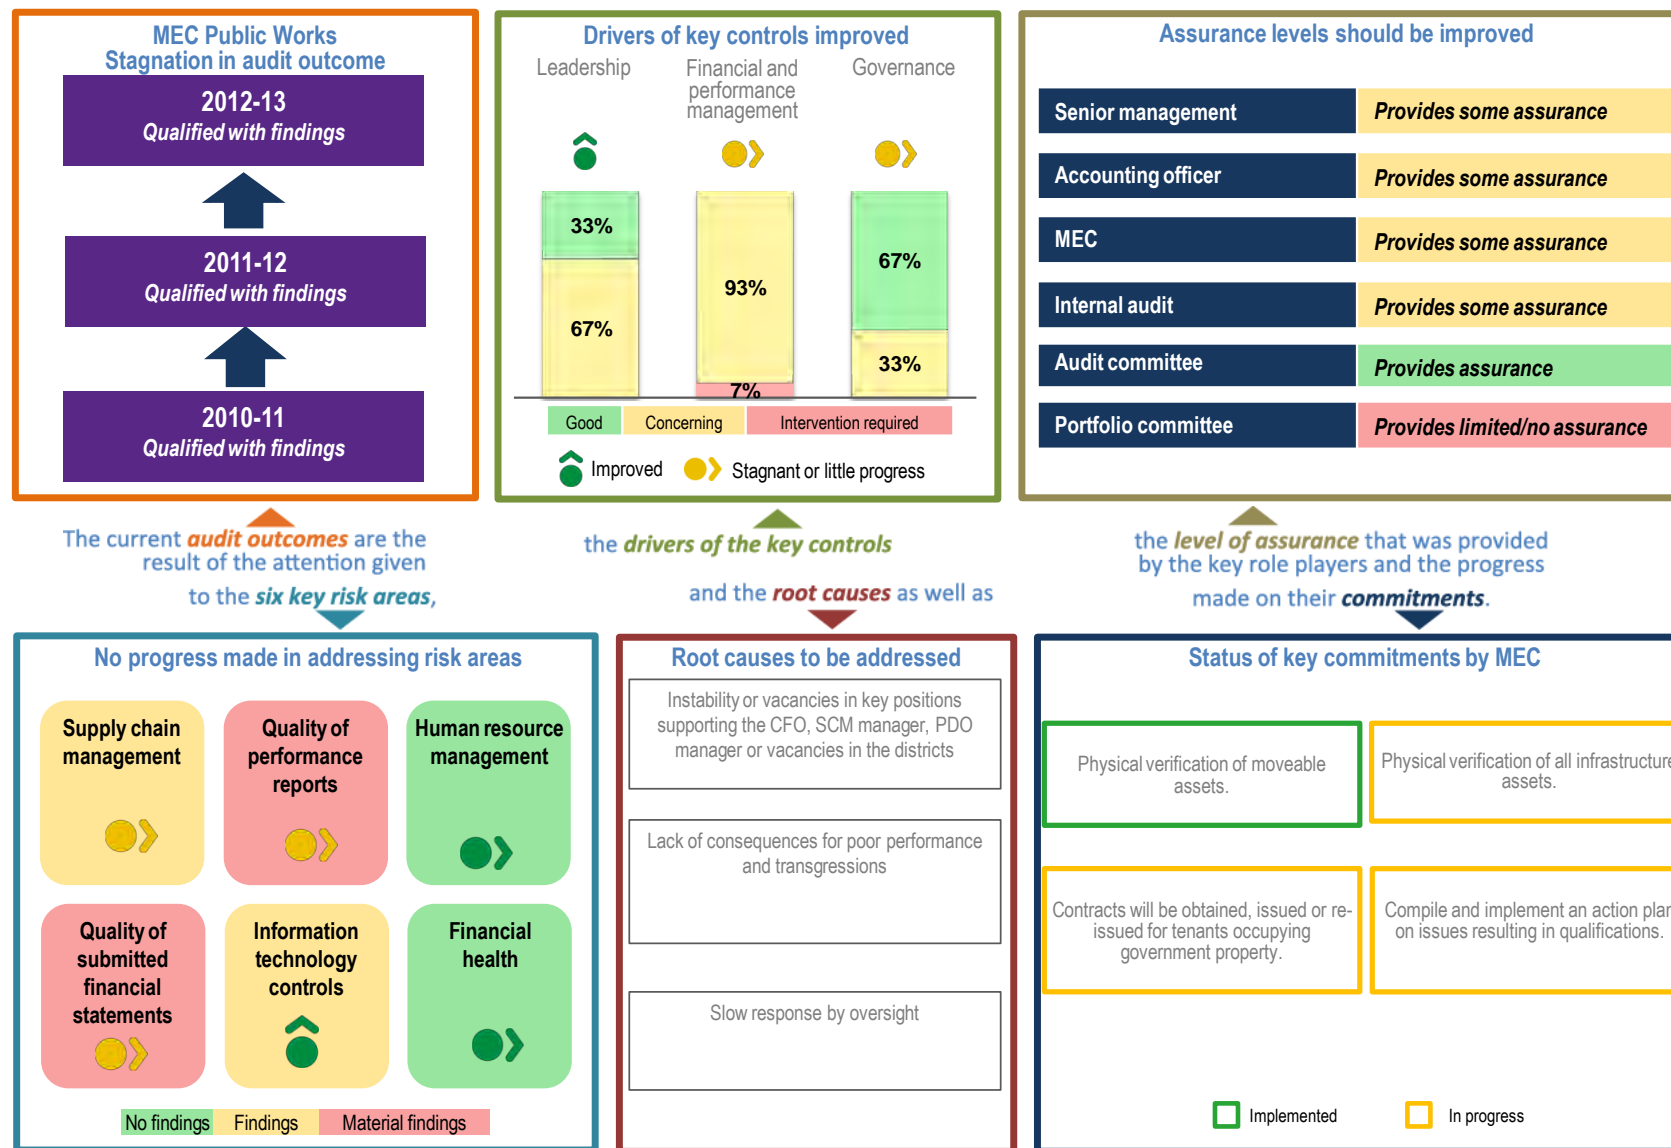 MEC Public Works
Stagnation in audit outcome
2012-13
Qualified with findings
2011-12
Qualified with findings
2010-11
Qualified with findings
Drivers of key controls improved
Leadership
Financial and
performance
management
Governance
33%
67%
93%
7%
67%
33%
Good
Concerning
Intervention required
Improved
Stagnant or little progress
Assurance levels should be improved
Senior management
Provides some assurance
Accounting officer
Provides some assurance
MEC
Provides some assurance
Internal audit
Provides some assurance
Audit committee
Provides assurance
Portfolio committee
Provides limited/no assurance
The current audit outcomes are the
result of the attention given
to the six key risk areas,
the drivers of the key controls
and the root causes as well as
the level of assurance that was provided
by the key role players and the progress
made on their commitments.
No progress made in addressing risk areas
Supply chain
management
Quality of
performance
reports
Human resource
management
Quality of
submitted
financial
statements
Information
technology
controls
Financial
health
No findings
Findings
Material findings
Root causes to be addressed
Instability or vacancies in key positions
supporting the CFO, SCM manager, PDO
manager or vacancies in the districts
Lack of consequences for poor performance
and transgressions
Slow response by oversight
Status of key commitments by MEC
Physical verification of moveable
assets.
Physical verification of all infrastructure
assets.
Contracts will be obtained, issued or re-
issued for tenants occupying
government property.
Compile and implement an action plan
on issues resulting in qualifications.
Implemented
In progress